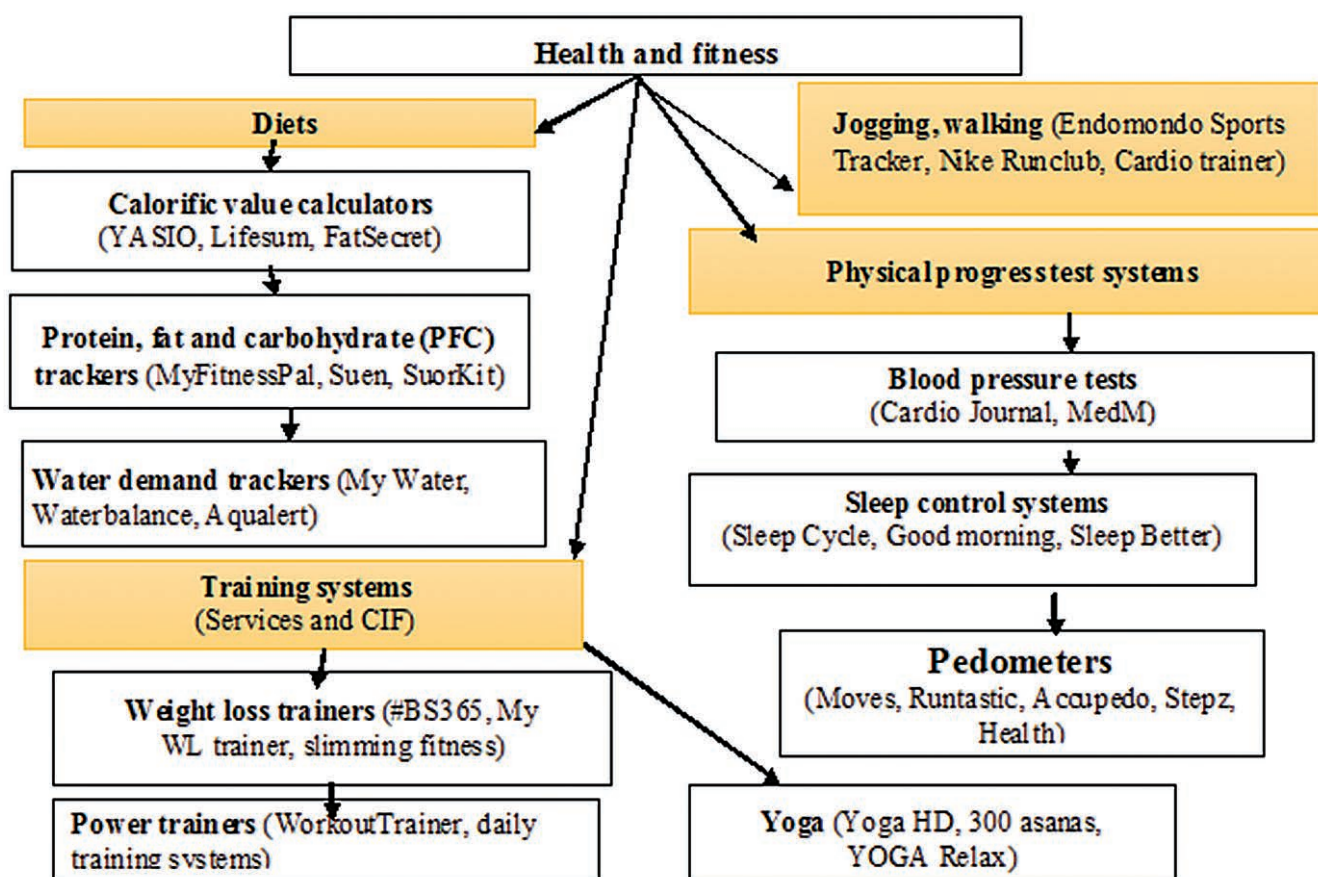 Health and fitness
Diets
Calorific value calculators
(YASIO, Lifesum, FatSecret)
Protein, fat and carbohydrate (PFC)
trackers (MyFitnessPal, Suen, SuorKit)
Water demand trackers (My Water,
Waterbalance, Aqualert)
Training systems
(Services and CIF)
Weight loss trainers (#BS365, My
WL trainer, slimming fitness)
Power trainers (WorkoutTrainer, daily
training systems)
Jogging, walking (Endomondo Sports
Tracker, Nike Runclub, Cardio trainer)
Physical progress test systems
Blood pressure tests
(Cardio Journal, MedM)
Sleep control systems
(Sleep Cycle, Good morning, Sleep Better)
Pedometers
(Moves, Runtastic, Accupedo, Stepz,
Health)
Yoga (Yoga HD, 300 asanas,
YOGA Relax)